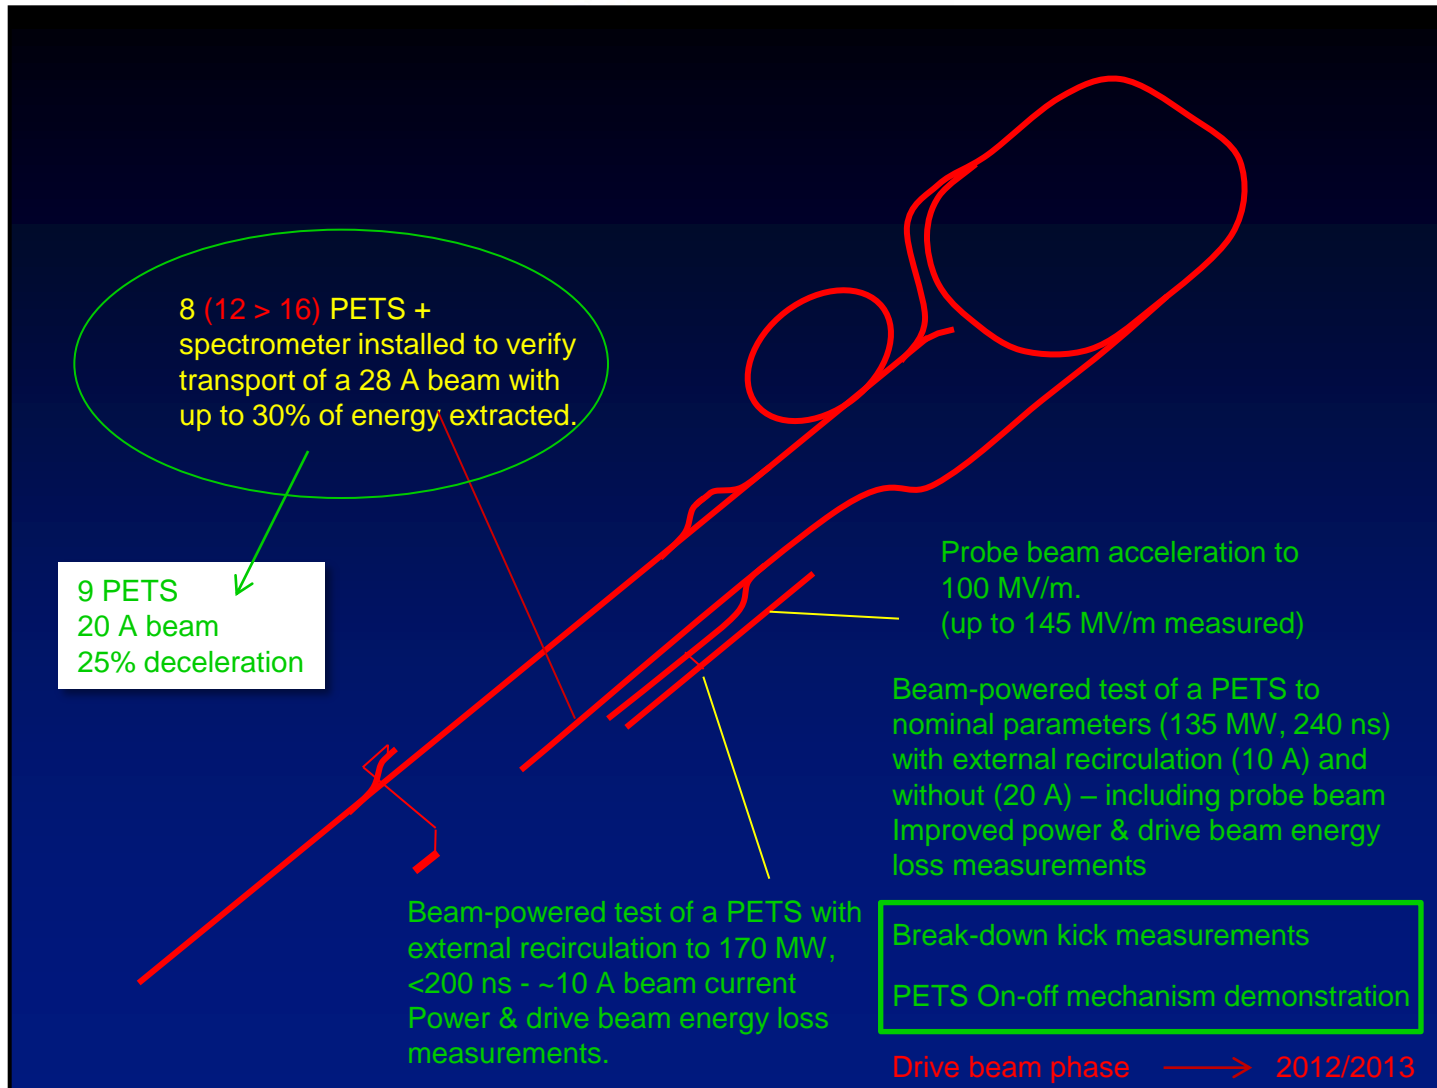 8 (12 > 16) PETS +
spectrometer installed to verify
transport of a 28 A beam with
up to 30% of energy extracted.
9 PETS
20 A beam
25% deceleration
Probe beam acceleration to
100 MV/m.
(up to 145 MV/m measured)
Beam-powered test of a PETS to
nominal parameters (135 MW, 240 ns)
with external recirculation (10 A) and
without (20 A) – including probe beam
Improved power & drive beam energy
loss measurements
Beam-powered test of a PETS with
external recirculation to 170 MW,
<200 ns - ~10 A beam current
Power & drive beam energy loss
measurements.
Break-down kick measurements
PETS On-off mechanism demonstration
Drive beam phase 2012/2013